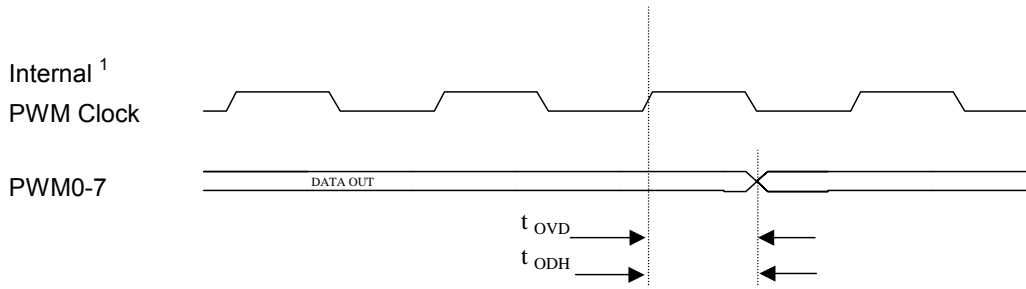 Internal 1
PWM Clock
PWM0-7
DATA OUT
t OVD
t ODH